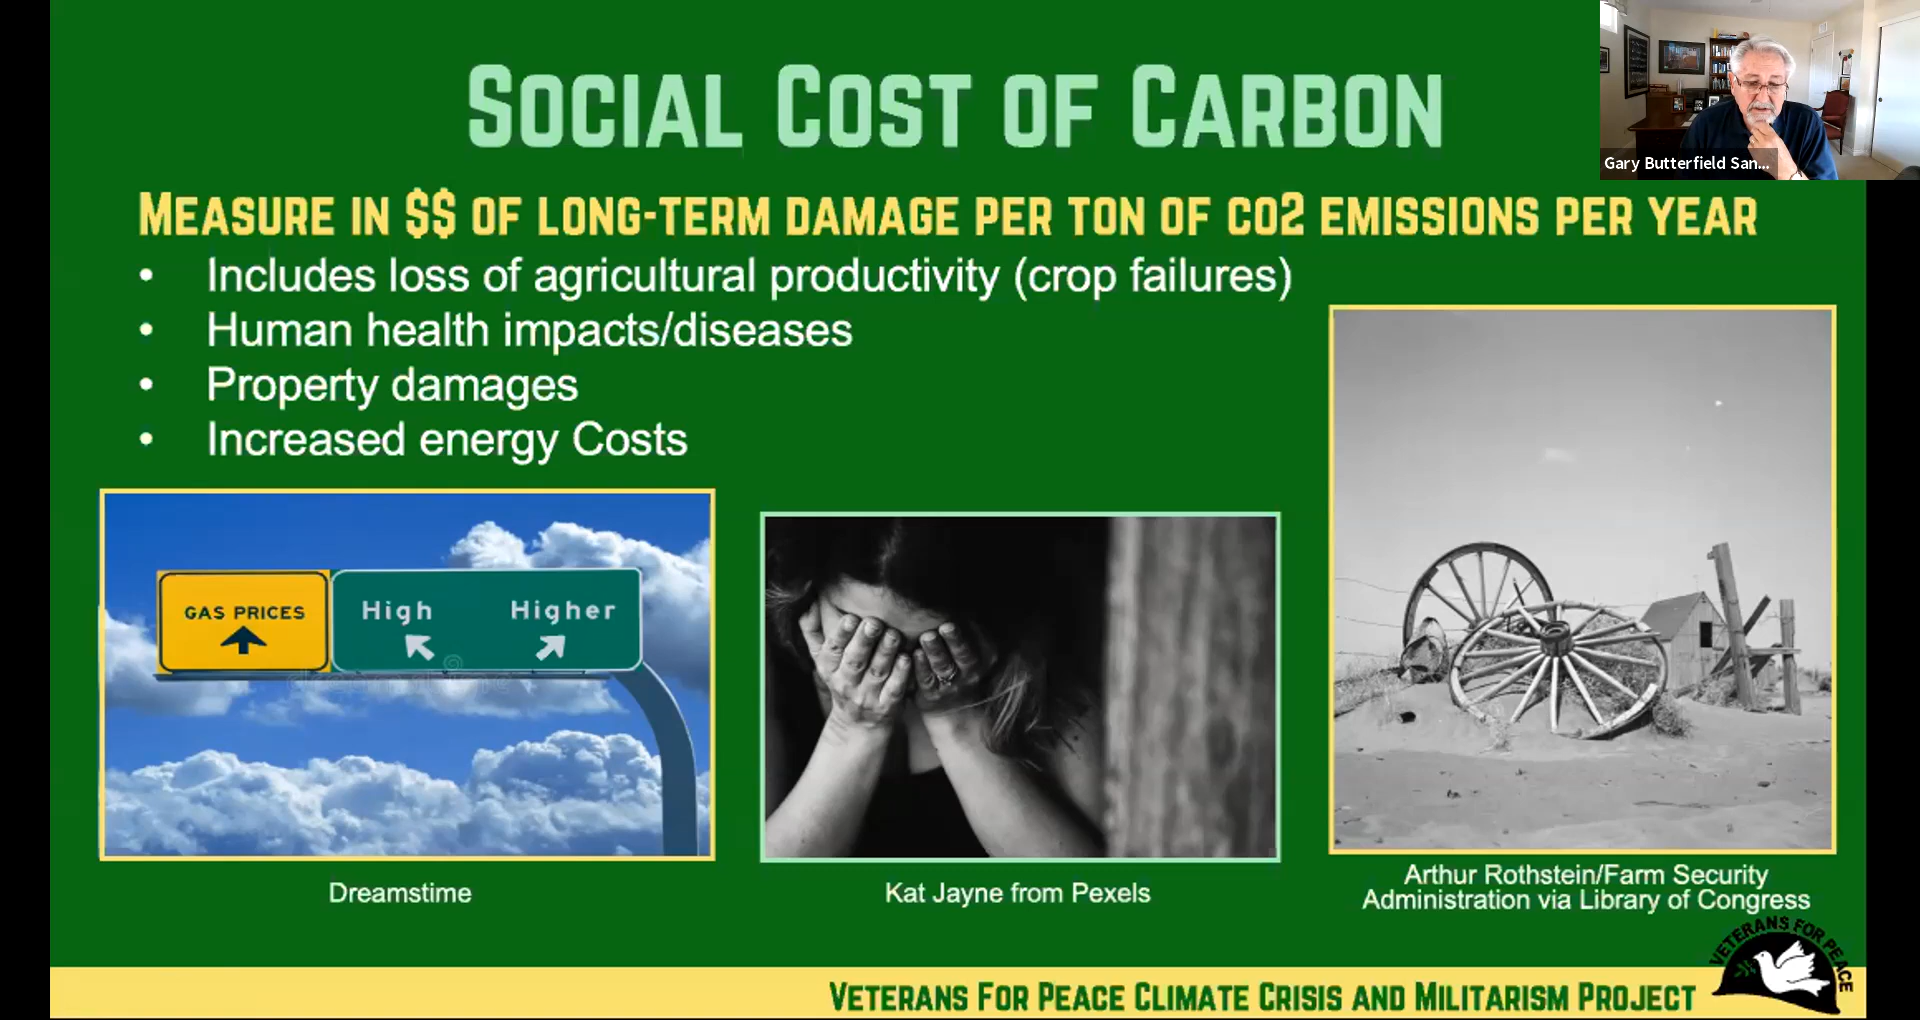 SOCIAL COST OF CARBON
Gary Butterfield San...
MEASURE IN $$ OF LONG-TERM DAMAGE PER TON OF CO2 EMISSIONS PER YEAR
• Includes loss of agricultural productivity (crop failures)
• Human health impacts/diseases
• Property damages
• Increased energy Costs
GAS PRICES
High Higher
Dreamstime
Kat Jayne from Pexels
Arthur Rothstein/Farm Security
Administration via Library of Congress
VETERANS FOR PEACE
VETERANS FOR PEACE CLIMATE CRISIS AND MILITARISM PROJECT